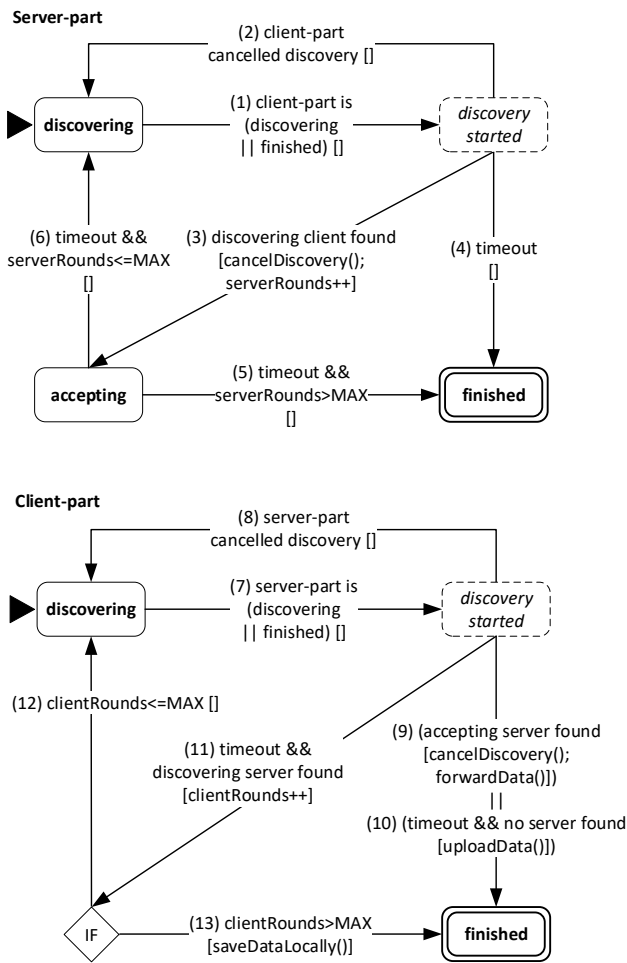 Server-part
(2) client-part
cancelled discovery []
discovering
(1) client-part is
(discovering
|| finished) []
discovery
started
(6) timeout &&
serverRounds<=MAX
[]
(3) discovering client found
[cancelDiscovery();
serverRounds++]
(4) timeout
[]
accepting
(5) timeout &&
serverRounds>MAX
[]
finished
Client-part
(8) server-part
cancelled discovery []
discovering
(7) server-part is
(discovering
|| finished) []
discovery
started
(12) clientRounds<=MAX []
(11) timeout &&
discovering server found
[clientRounds++]
(9) (accepting server found
[cancelDiscovery();
forwardData()])
||
(10) (timeout && no server found
[uploadData()])
IF
(13) clientRounds>MAX
[saveDataLocally()]
finished